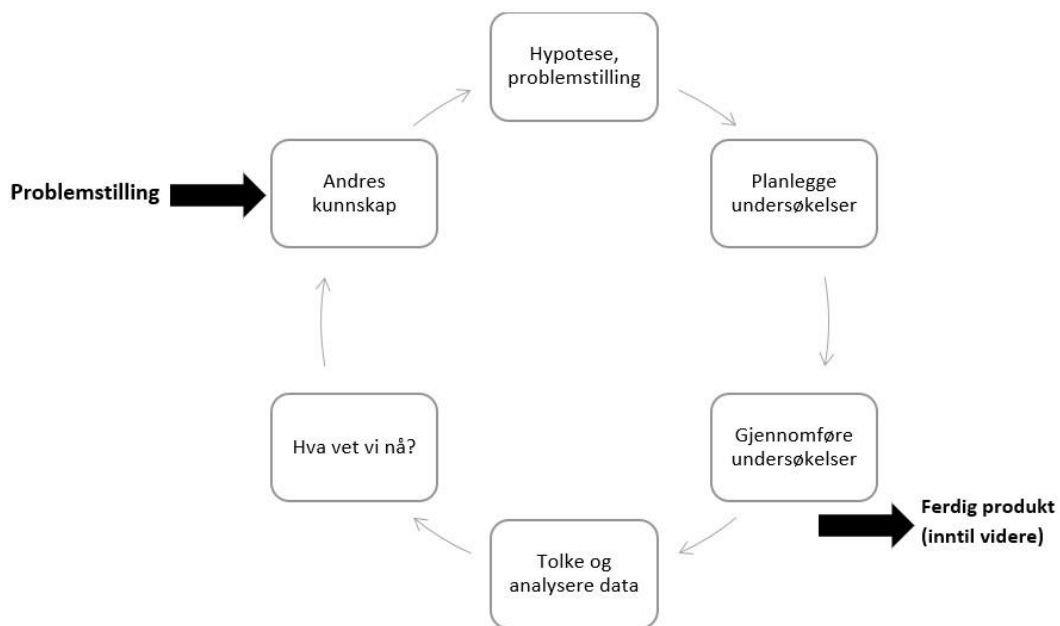 Hypotese,
problemstilling
Problemstilling
Andres
kunnskap
Planlegge
undersøkelser
Hva vet vi nå?
Gjennomføre
undersøkelser
Ferdig produkt
(inntil videre)
Tolke og
analysere data